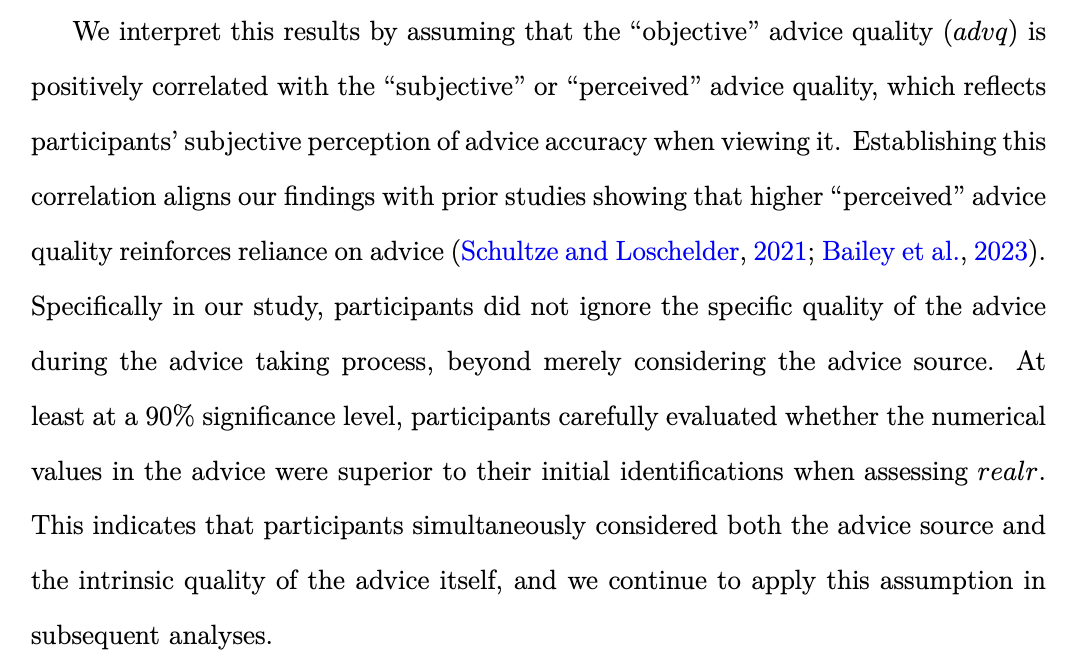 We interpret this results by assuming that the “objective” advice quality (advq) is
positively correlated with the “subjective” or “perceived” advice quality, which reflects
participants’ subjective perception of advice accuracy when viewing it. Establishing this
correlation aligns our findings with prior studies showing that higher “perceived” advice
quality reinforces reliance on advice (Schultze and Loschelder, 2021; Bailey et al., 2023).
Specifically in our study, participants did not ignore the specific quality of the advice
during the advice taking process, beyond merely considering the advice source. At
least at a 90% significance level, participants carefully evaluated whether the numerical
values in the advice were superior to their initial identifications when assessing realr.
This indicates that participants simultaneously considered both the advice source and
the intrinsic quality of the advice itself, and we continue to apply this assumption in
subsequent analyses.